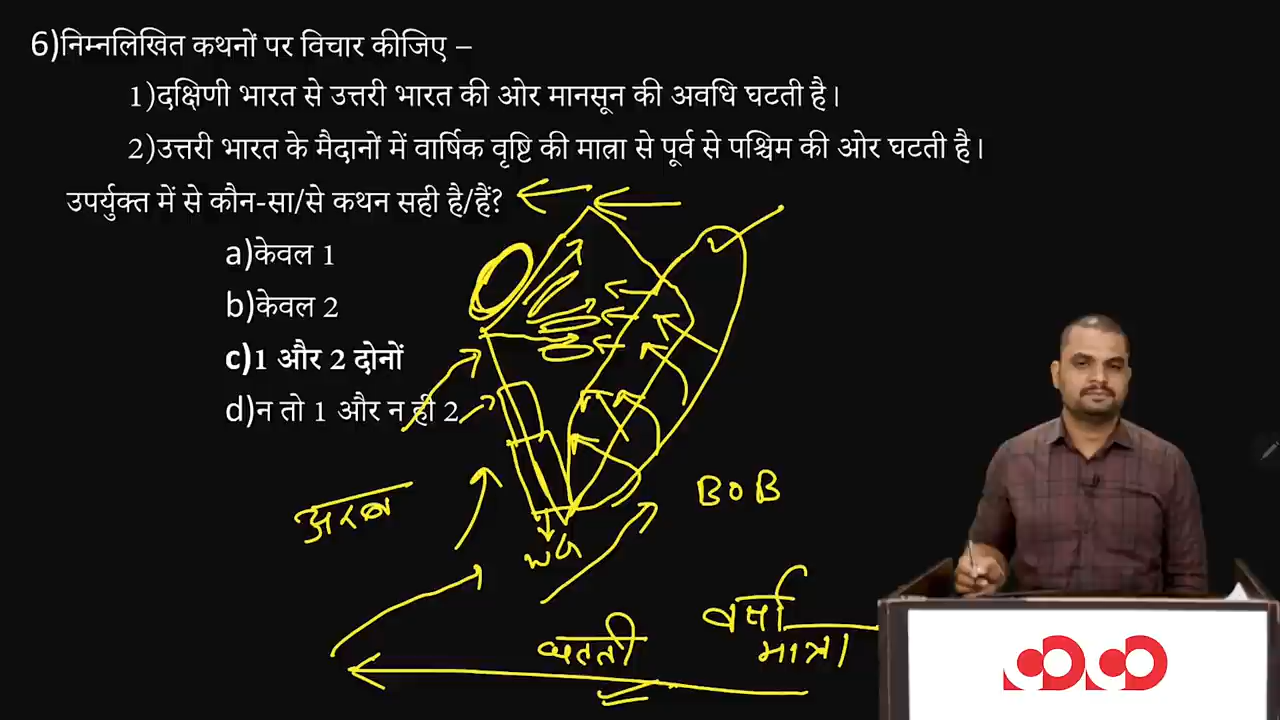 6)निम्नलिखित कथनों पर विचार कीजिए –
1)दक्षिणी भारत से उत्तरी भारत की ओर मानसून की अवधि घटती है।
2)उत्तरी भारत के मैदानों में वार्षिक वृष्टि की मात्रा से पूर्व से पश्चिम की ओर घटती है।
उपर्युक्त में से कौन-सा/से कथन सही है/हैं?
a)केवल 1
b)केवल 2
c)1 और 2 दोनों
d)न तो 1 और न ही 2
अरब
BOB
WG
वर्षा
मात्रा
घटती